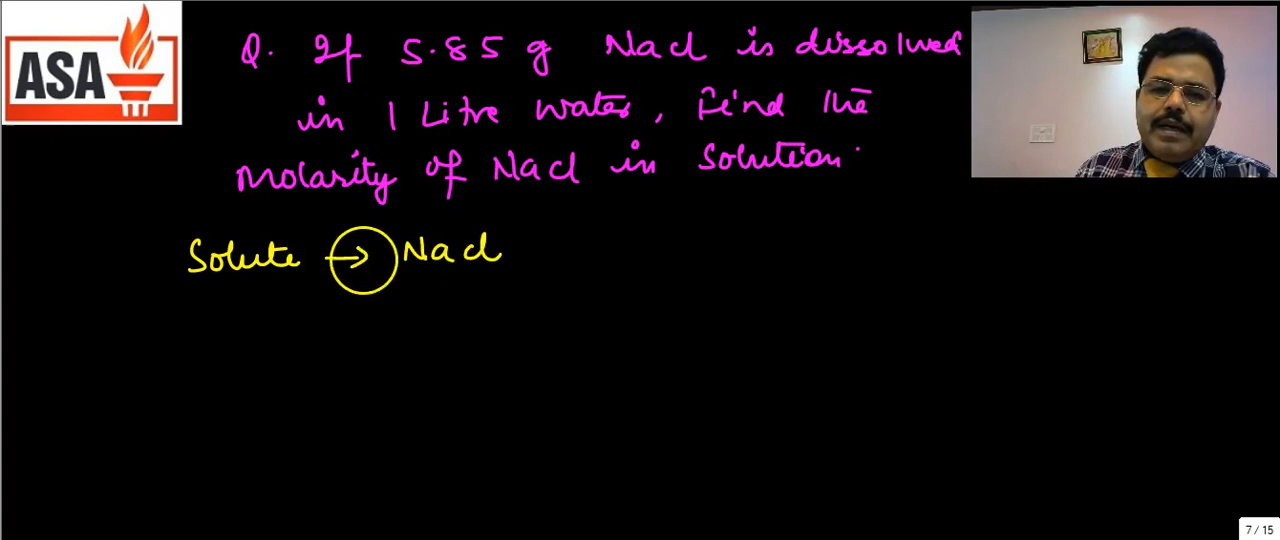 ASA
Q. If 5.85 g Nacl is dissolved
in 1 Litre water, Find the
Molarity of Nacl in Solution.
Solute → Nacl
7 / 15